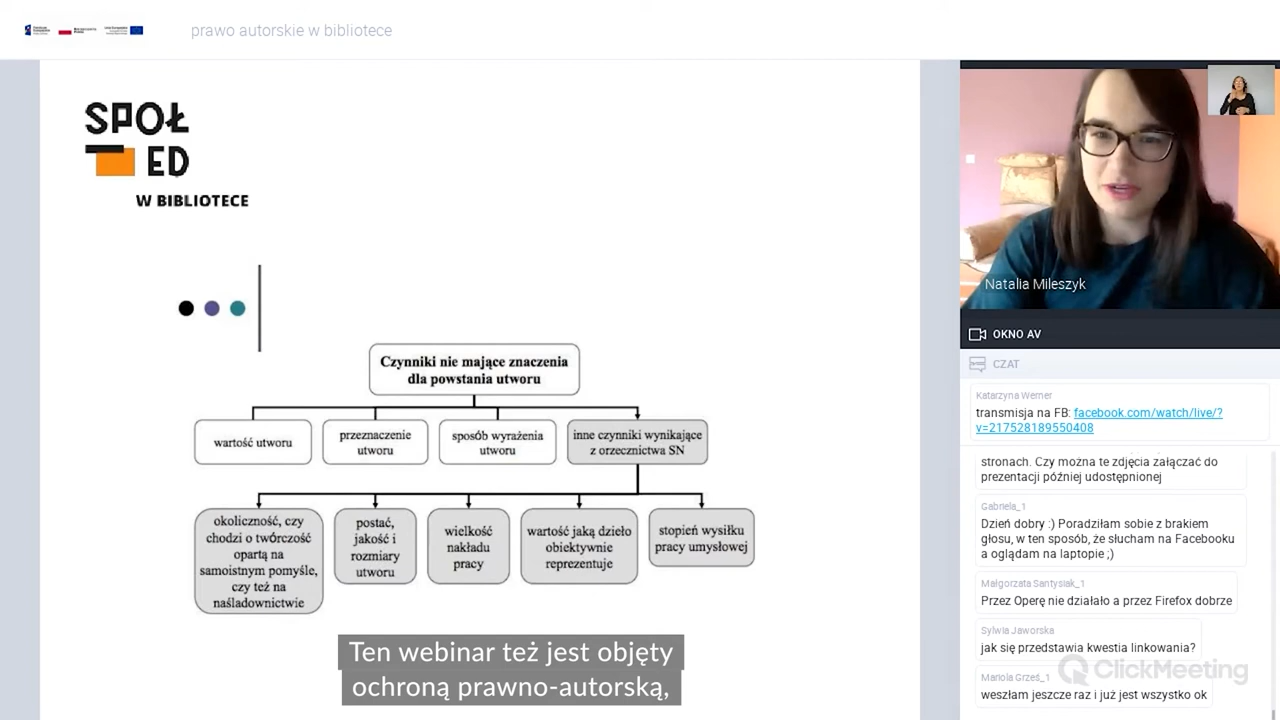 prawo autorskie w bibliotece
SPOŁ
ED
W BIBLIOTECE
Czynniki nie mające znaczenia
dla powstania utworu
wartość utworu
przeznaczenie
utworu
sposób wyrażenia
utworu
inne czynniki wynikające
z orzecznictwa SN
okoliczność, czy
chodzi o twórczość
opartą na
samoistnym pomyśle,
czy też na
naśladownictwie
postać,
jakość i
rozmiary
utworu
wielkość
nakładu
pracy
wartość jaką dzieło
obiektywnie
reprezentuje
stopień wysiłku
pracy umysłowej
Ten webinar też jest objęty
ochroną prawno-autorską,
Natalia Mileszyk
OKNO AV
CZAT
Katarzyna Werner
transmisja na FB: facebook.com/watch/live/?
v=217528189550408
stronach. Czy można te zdjęcia załączać do
prezentacji później udostępnionej
Gabriela_1
Dzień dobry :) Poradziłam sobie z brakiem
głosu, w ten sposób, że słucham na Facebooku
a oglądam na laptopie ;)
Małgorzata Santysiak_1
Przez Operę nie działało a przez Firefox dobrze
Sylwia Jaworska
jak się przedstawia kwestia linkowania?
ClickMeeting
Mariola Grześ_1
weszłam jeszcze raz i już jest wszystko ok